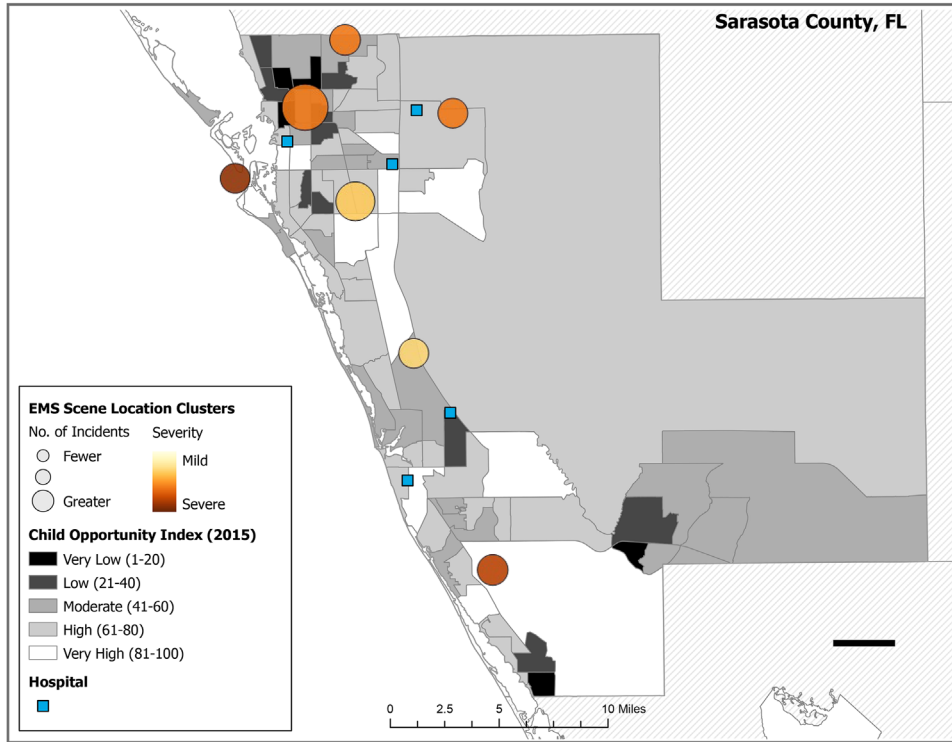 Sarasota County, FL
EMS Scene Location Clusters
No. of Incidents Severity
Fewer Mild
Greater Severe
Child Opportunity Index (2015)
Very Low (1-20)
Low (21-40)
Moderate (41-60)
High (61-80)
Very High (81-100)
Hospital
0 2.5 5 10 Miles